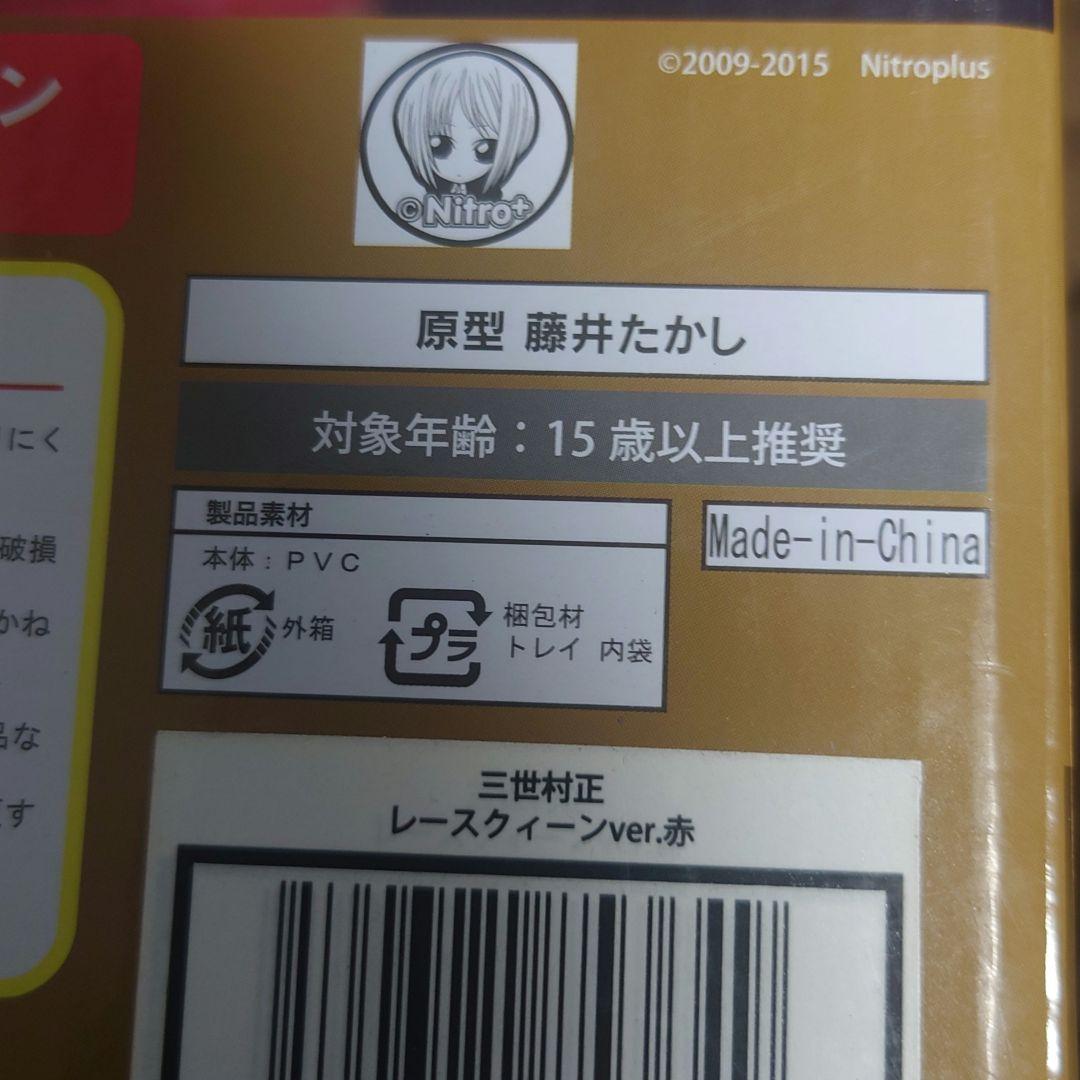 ン
©2009-2015 Nitroplus
©Nitro+
原型 藤井たかし
対象年齢：15歳以上推奨
にく
破損
かね
な
す
製品素材
本体：ＰＶＣ
紙 外箱
プラ 梱包材
トレイ 内袋
Made-in-China
三世村正
レースクィーンver.赤